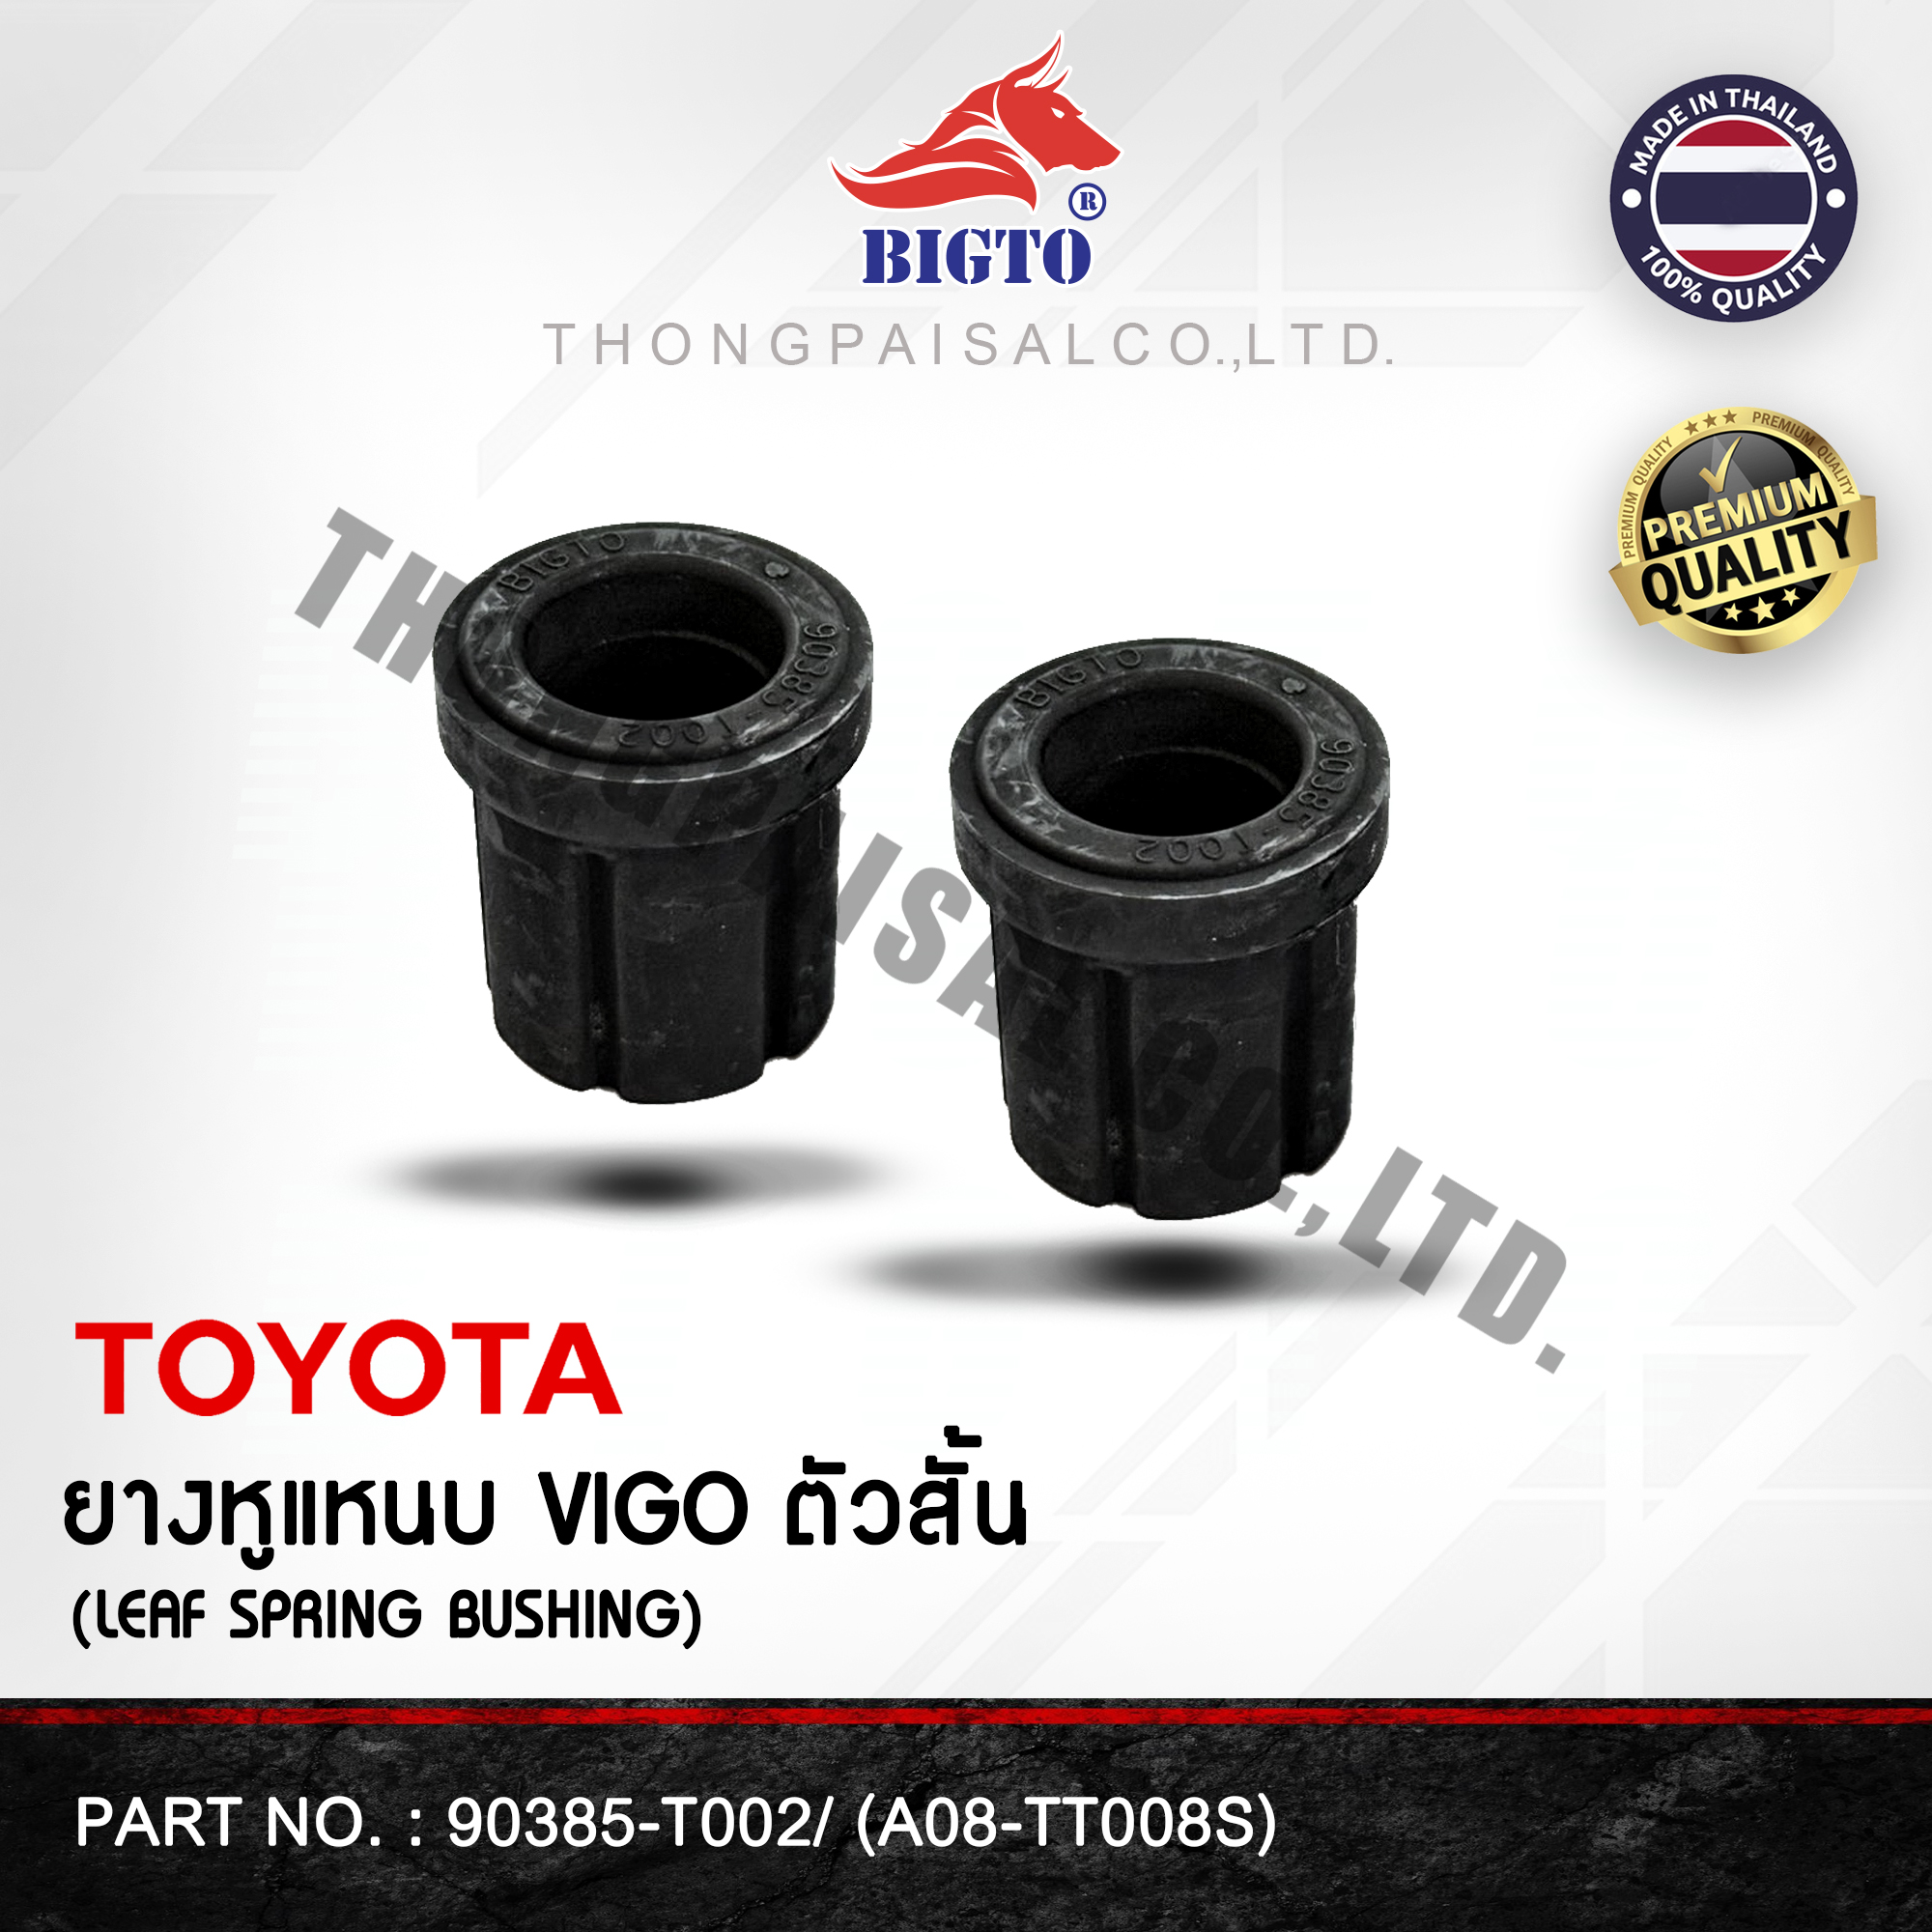 BIGTO
®
THONGPAISALCO.,LTD.
MADE IN THAILAND
100% QUALITY
PREMIUM QUALITY ★★★ PREMIUM QUALITY
PREMIUM
QUALITY
BIGTO
90385-T002
BIGTO
90385-T002
TOYOTA
ยางหูแหนบ VIGO ตัวสั้น
(LEAF SPRING BUSHING)
PART NO. : 90385-T002/ (A08-TT008S)